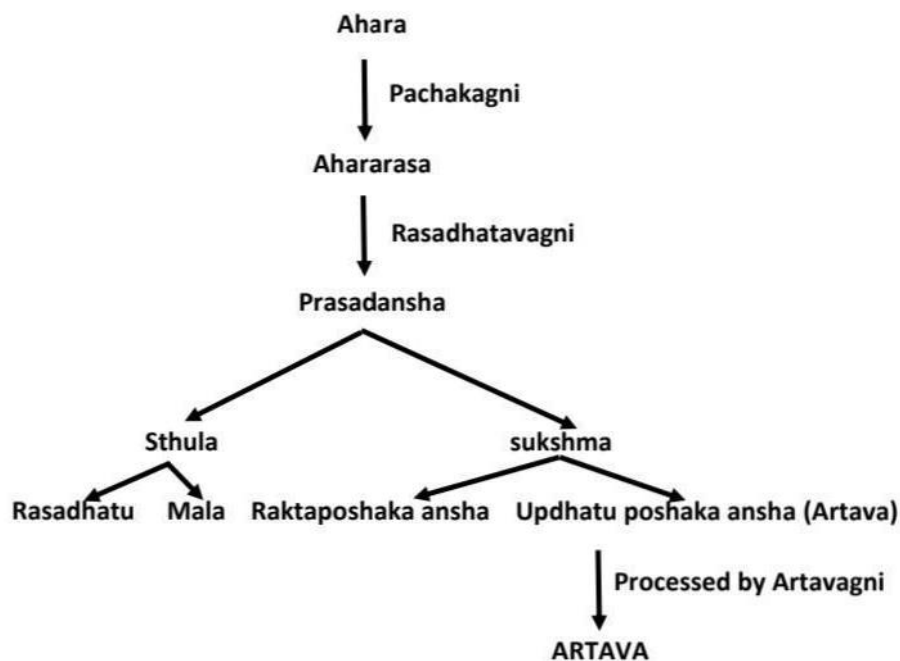 Ahara
Pachakagni
Ahararasa
Rasadhatavagni
Prasadansha
Sthula
sukshma
Rasadhatu
Mala
Raktaposhaka ansha
Updhatu poshaka ansha (Artava)
Processed by Artavagni
ARTAVA